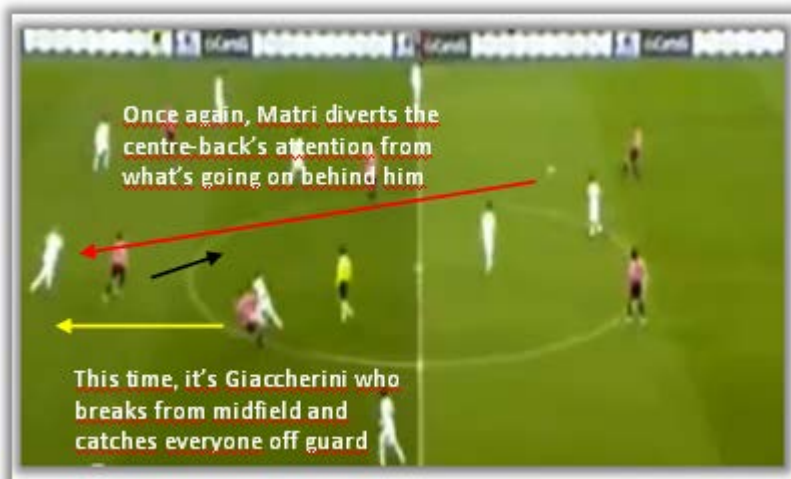 Once again, Matri diverts the
centre-back's attention from
what's going on behind him
This time, it's Giaccherini who
breaks from midfield and
catches everyone off guard